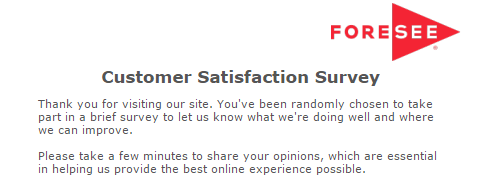 FORESEE®
Customer Satisfaction Survey
Thank you for visiting our site. You've been randomly chosen to take
part in a brief survey to let us know what we're doing well and where
we can improve.
Please take a few minutes to share your opinions, which are essential
in helping us provide the best online experience possible.